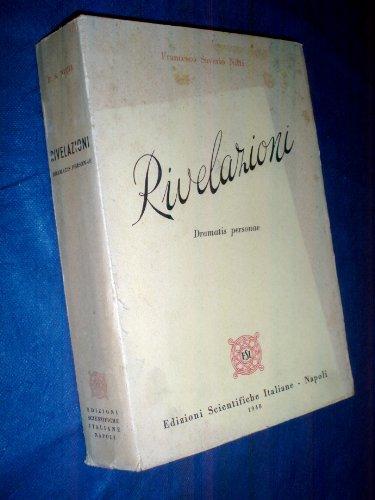 F. S. NITTI
RIVELAZIONI
DRAMATIS PERSONAE
EDIZIONI
SCIENTIFICHE
ITALIANE
NAPOLI
Francesco Saverio Nitti
Rivelazioni
Dramatis personae
ESI
Edizioni Scientifiche Italiane - Napoli
1948